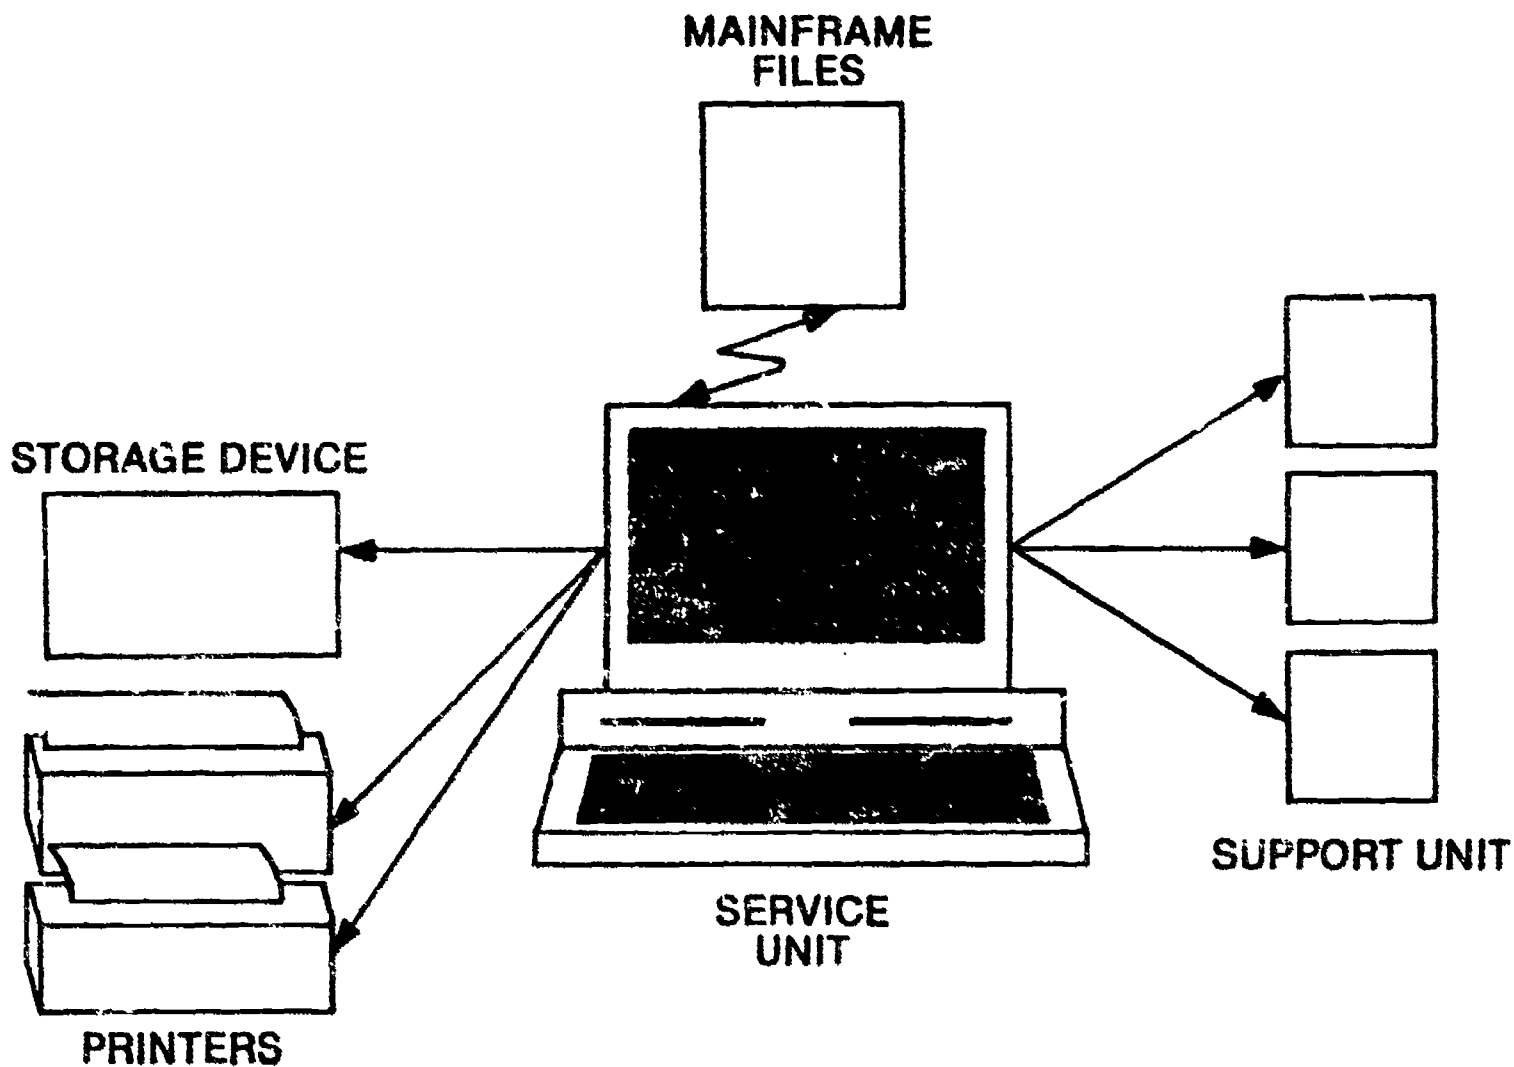 MAINFRAME
FILES
STORAGE DEVICE
SUPPORT UNIT
SERVICE
UNIT
PRINTERS